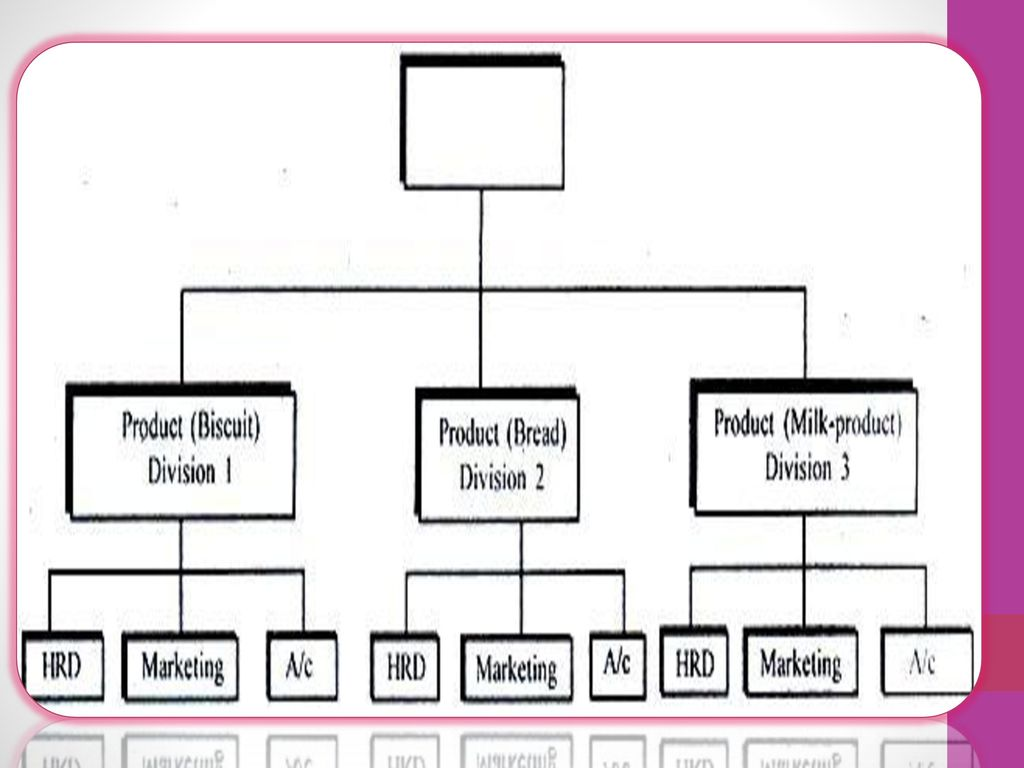 Product (Biscuit)
Division 1
Product (Bread)
Division 2
Product (Milk-product)
Division 3
HRD
Marketing
A/c
HRD
Marketing
A/c
HRD
Marketing
A/c